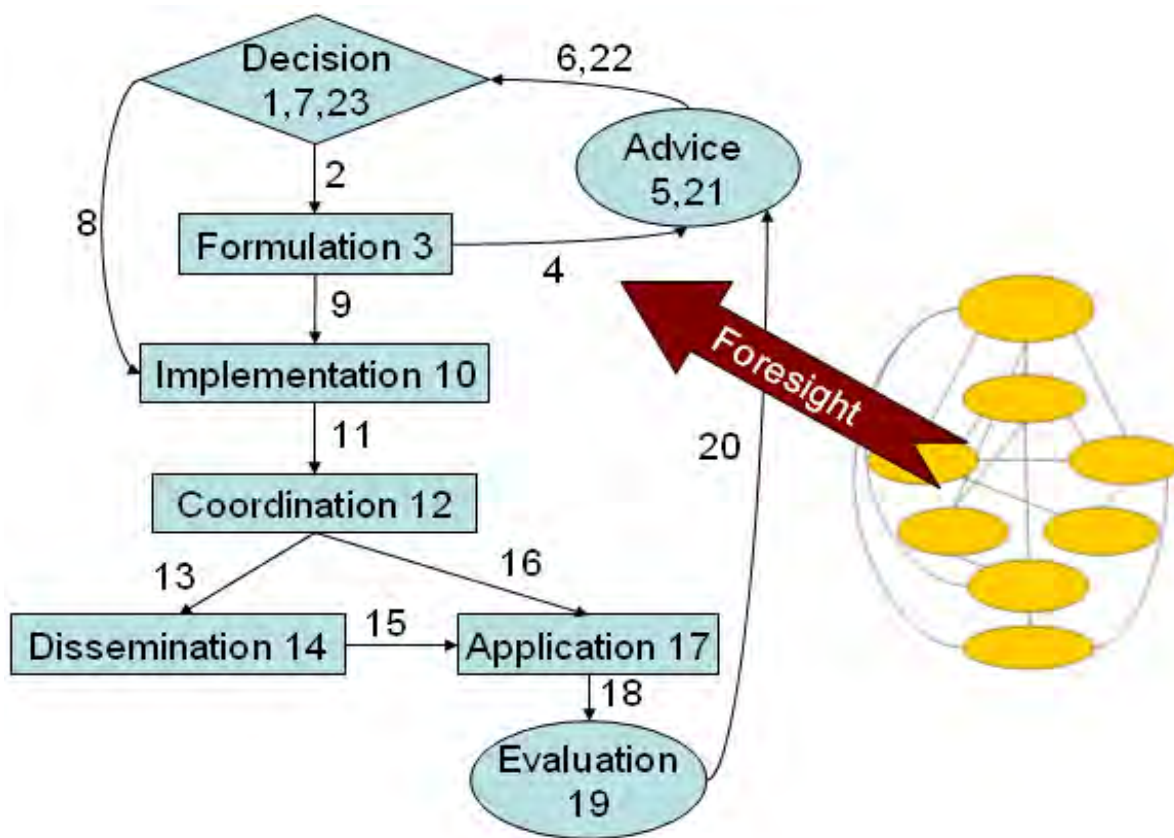 Decision
1,7,23
6,22
Advice
5,21
2
8
Formulation 3
4
9
Foresight
Implementation 10
11
20
Coordination 12
13
16
Dissemination 14
15
Application 17
18
Evaluation
19